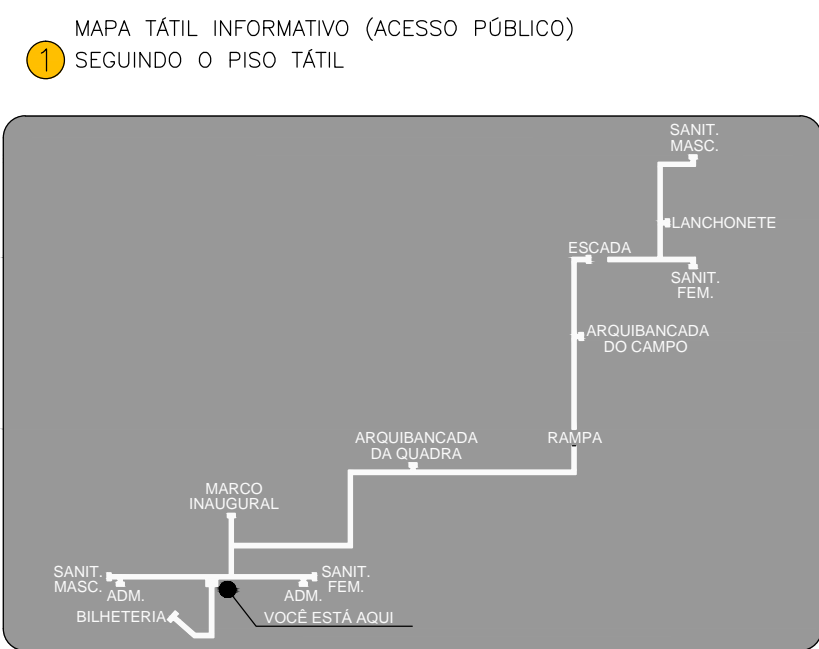 MAPA TÁTIL INFORMATIVO (ACESSO PÚBLICO)
1 SEGUINDO O PISO TÁTIL
SANIT.
MASC.
LANCHONETE
ESCADA
SANIT.
FEM.
ARQUIBANCADA
DO CAMPO
RAMPA
ARQUIBANCADA
DA QUADRA
MARCO
INAUGURAL
SANIT.
MASC.
ADM.
SANIT.
FEM.
ADM.
BILHETERIA
VOCÊ ESTÁ AQUI